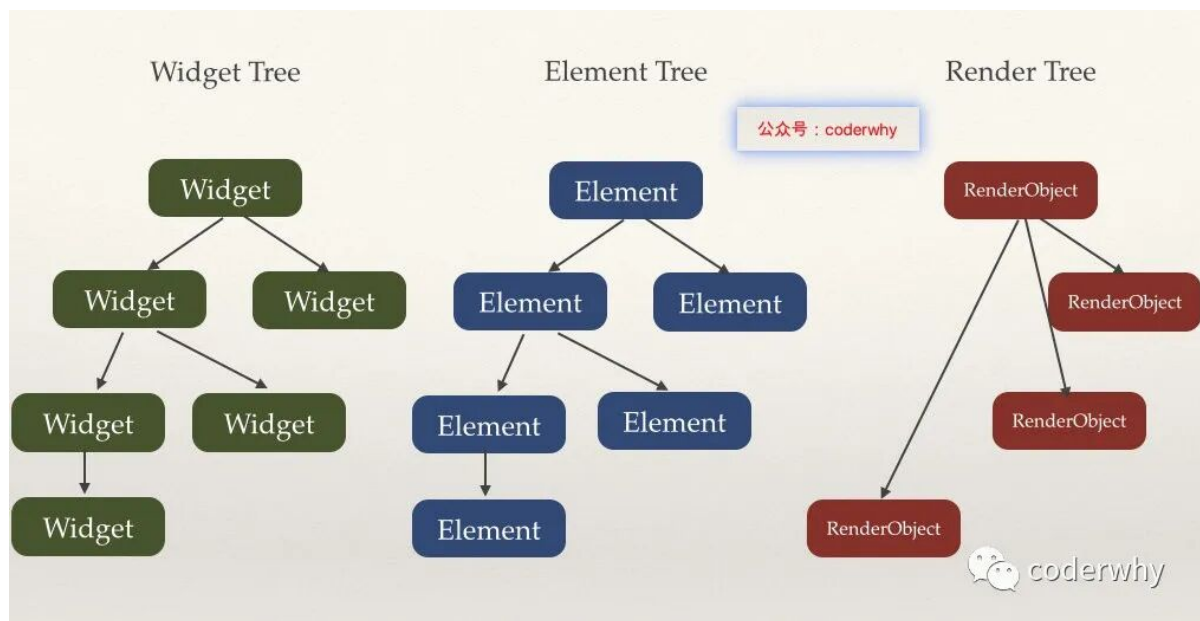 Widget Tree
Element Tree
Render Tree
公众号：coderwhy
Widget
Element
RenderObject
Widget
Widget
Element
Element
RenderObject
Widget
Widget
Element
Element
RenderObject
Widget
Element
RenderObject
coderwhy